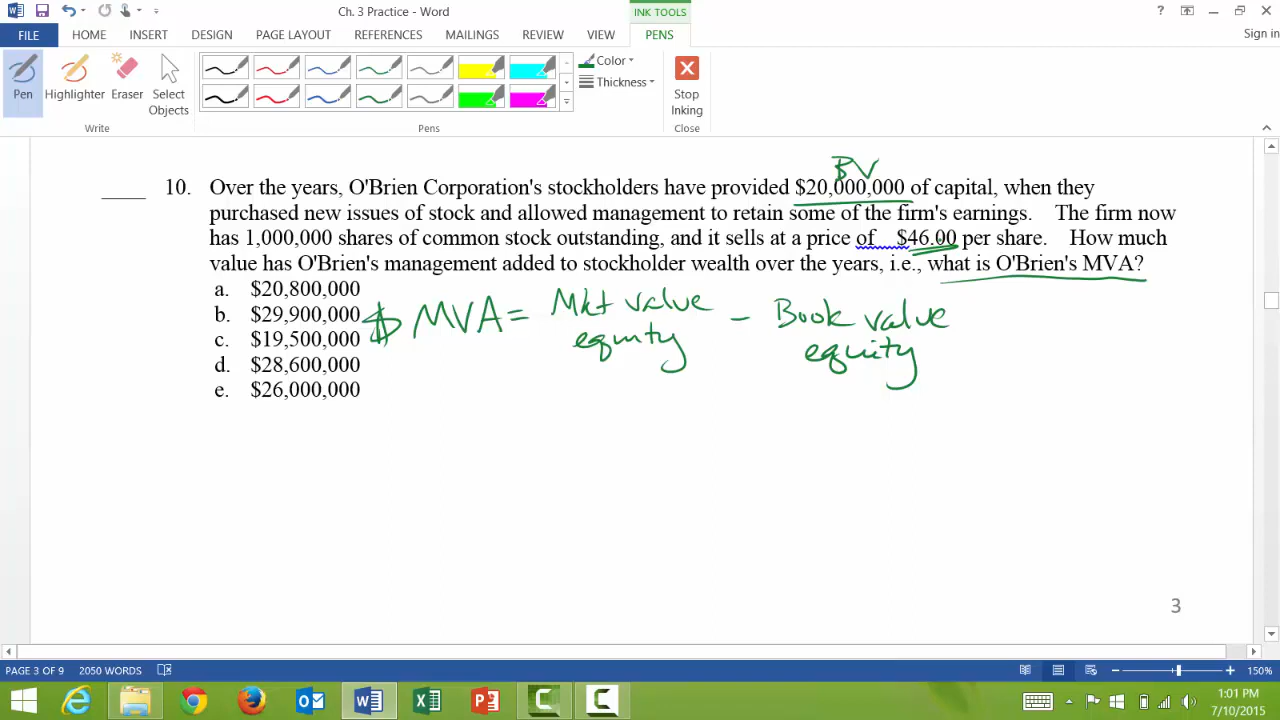 Ch. 3 Practice - Word
INK TOOLS
?
FILE HOME INSERT DESIGN PAGE LAYOUT REFERENCES MAILINGS REVIEW VIEW PENS
Sign in
Pen Highlighter Eraser Select Objects
Color
Thickness
Stop Inking
Write Pens Close
BV
10. Over the years, O'Brien Corporation's stockholders have provided $20,000,000 of capital, when they
purchased new issues of stock and allowed management to retain some of the firm's earnings. The firm now
has 1,000,000 shares of common stock outstanding, and it sells at a price of $46.00 per share. How much
value has O'Brien's management added to stockholder wealth over the years, i.e., what is O'Brien's MVA?
a. $20,800,000
b. $29,900,000
c. $19,500,000
d. $28,600,000
e. $26,000,000
$ MVA = Mkt value equity - Book value equity
3
PAGE 3 OF 9 2050 WORDS
150%
1:01 PM
7/10/2015